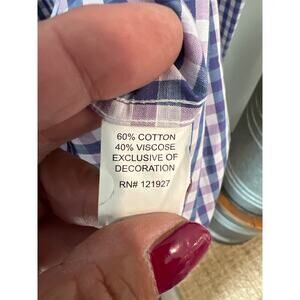 60% COTTON
40% VISCOSE
EXCLUSIVE OF
DECORATION
RN# 121927